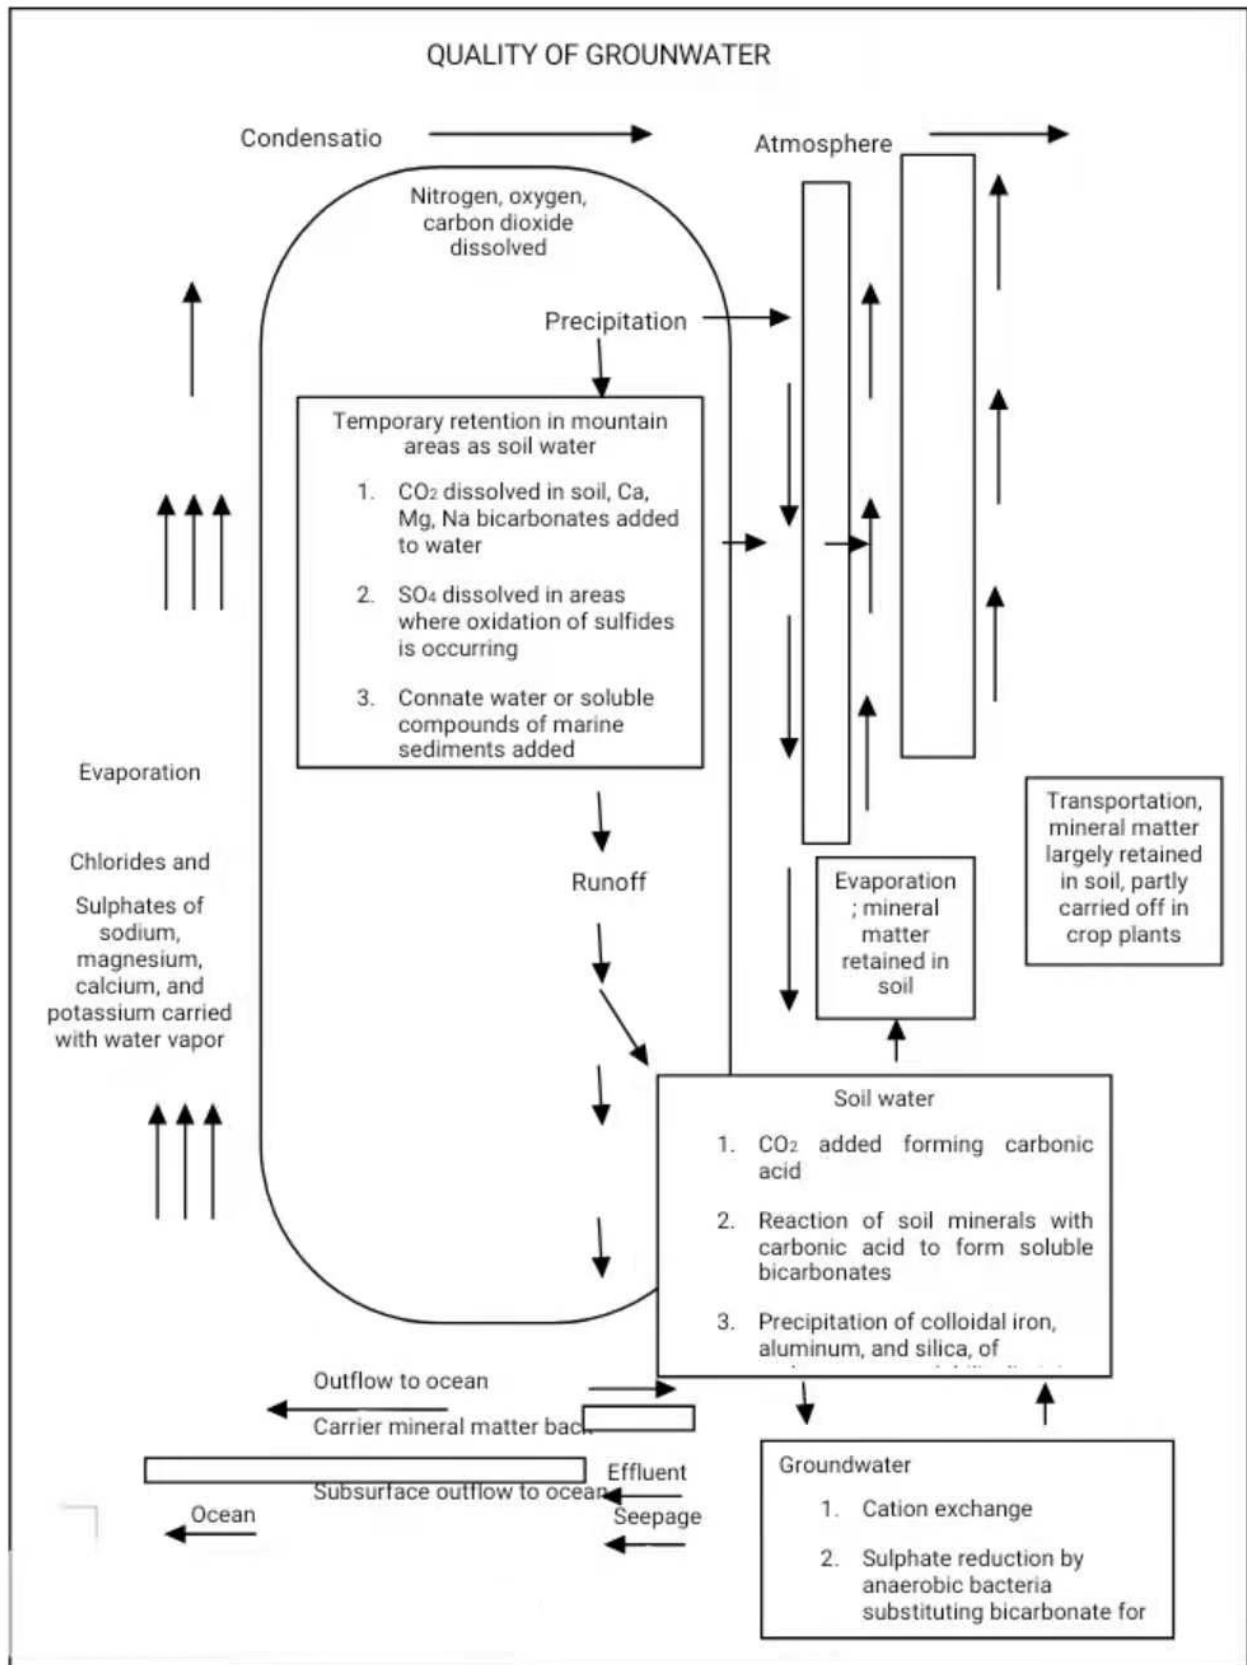 QUALITY OF GROUNWATER
Condensatio
Atmosphere
Nitrogen, oxygen,
carbon dioxide
dissolved
Precipitation
Temporary retention in mountain
areas as soil water
1. CO₂ dissolved in soil, Ca,
Mg, Na bicarbonates added
to water
2. SO₄ dissolved in areas
where oxidation of sulfides
is occurring
3. Connate water or soluble
compounds of marine
sediments added
Evaporation
Chlorides and
Sulphates of
sodium,
magnesium,
calcium, and
potassium carried
with water vapor
Runoff
Evaporation
; mineral
matter
retained in
soil
Transportation,
mineral matter
largely retained
in soil, partly
carried off in
crop plants
Soil water
1. CO₂ added forming carbonic
acid
2. Reaction of soil minerals with
carbonic acid to form soluble
bicarbonates
3. Precipitation of colloidal iron,
aluminum, and silica, of
Outflow to ocean
Carrier mineral matter back
Subsurface outflow to ocean
Effluent
Seepage
Ocean
Groundwater
1. Cation exchange
2. Sulphate reduction by
anaerobic bacteria
substituting bicarbonate for